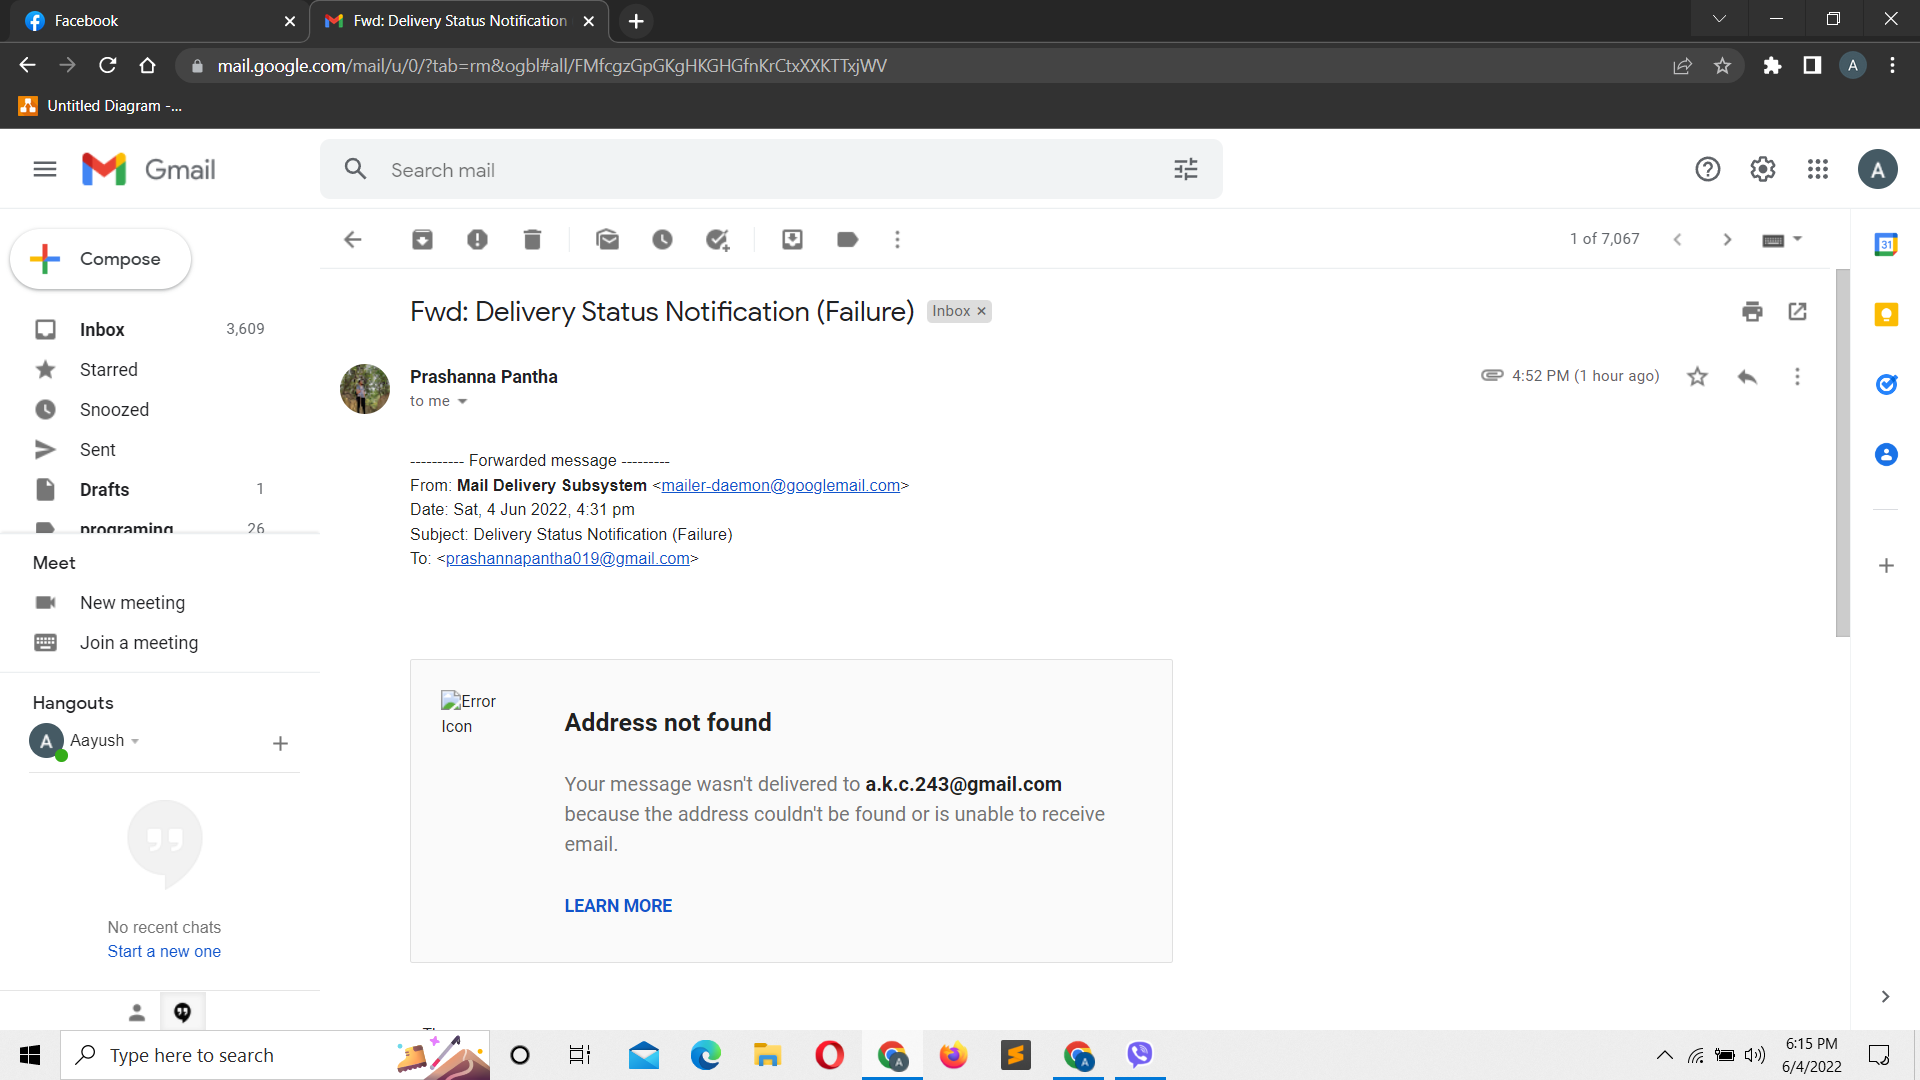 Facebook
Fwd: Delivery Status Notification
mail.google.com/mail/u/0/?tab=rm&ogbl#all/FMfcgzGpGKgHKGHGfnKrCtxXXKTTxjWV
A
Untitled Diagram -...
Gmail
Search mail
A
Compose
1 of 7,067
31
Fwd: Delivery Status Notification (Failure)
Inbox ×
Inbox 3,609
Starred
Snoozed
Sent
Drafts 1
programing 26
Prashanna Pantha
4:52 PM (1 hour ago)
to me
---------- Forwarded message ---------
From: Mail Delivery Subsystem <mailer-daemon@googlemail.com>
Date: Sat, 4 Jun 2022, 4:31 pm
Subject: Delivery Status Notification (Failure)
To: <prashannapantha019@gmail.com>
Meet
New meeting
Join a meeting
Hangouts
A Aayush
No recent chats
Start a new one
Error
Icon
Address not found
Your message wasn't delivered to a.k.c.243@gmail.com
because the address couldn't be found or is unable to receive
email.
LEARN MORE
Type here to search
A
A
6:15 PM
6/4/2022